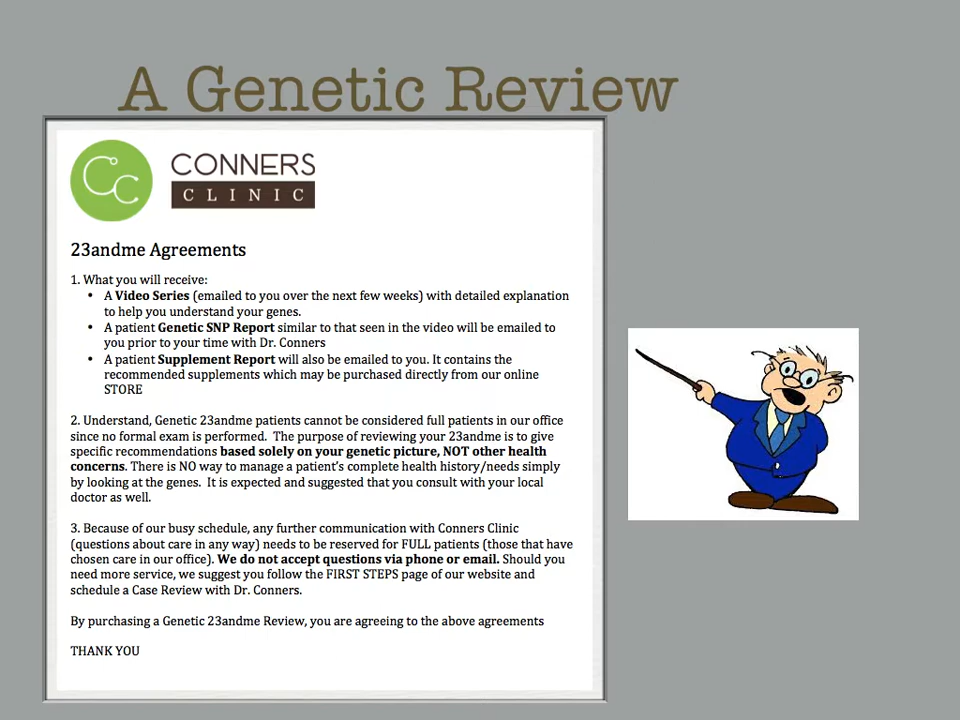 A Genetic Review
CC
CONNERS
CLINIC
23andme Agreements
1. What you will receive:
• A Video Series (emailed to you over the next few weeks) with detailed explanation
to help you understand your genes.
• A patient Genetic SNP Report similar to that seen in the video will be emailed to
you prior to your time with Dr. Conners
• A patient Supplement Report will also be emailed to you. It contains the
recommended supplements which may be purchased directly from our online
STORE
2. Understand, Genetic 23andme patients cannot be considered full patients in our office
since no formal exam is performed. The purpose of reviewing your 23andme is to give
specific recommendations based solely on your genetic picture, NOT other health
concerns. There is NO way to manage a patient's complete health history/needs simply
by looking at the genes. It is expected and suggested that you consult with your local
doctor as well.
3. Because of our busy schedule, any further communication with Conners Clinic
(questions about care in any way) needs to be reserved for FULL patients (those that have
chosen care in our office). We do not accept questions via phone or email. Should you
need more service, we suggest you follow the FIRST STEPS page of our website and
schedule a Case Review with Dr. Conners.
By purchasing a Genetic 23andme Review, you are agreeing to the above agreements
THANK YOU